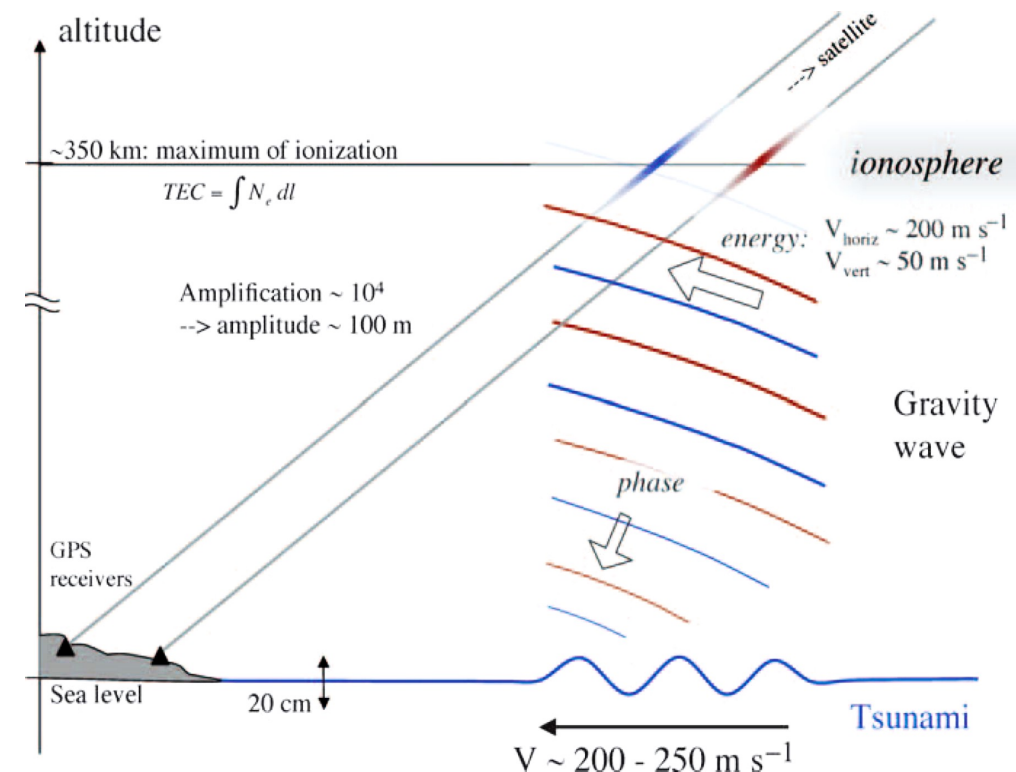 altitude
---> satellite
~350 km: maximum of ionization
TEC = ∫ Nₑ dl
ionosphere
energy:
V_horiz ~ 200 m s⁻¹
V_vert ~ 50 m s⁻¹
Amplification ~ 10⁴
--> amplitude ~ 100 m
Gravity
wave
phase
GPS
receivers
Sea level
20 cm
Tsunami
V ~ 200 - 250 m s⁻¹